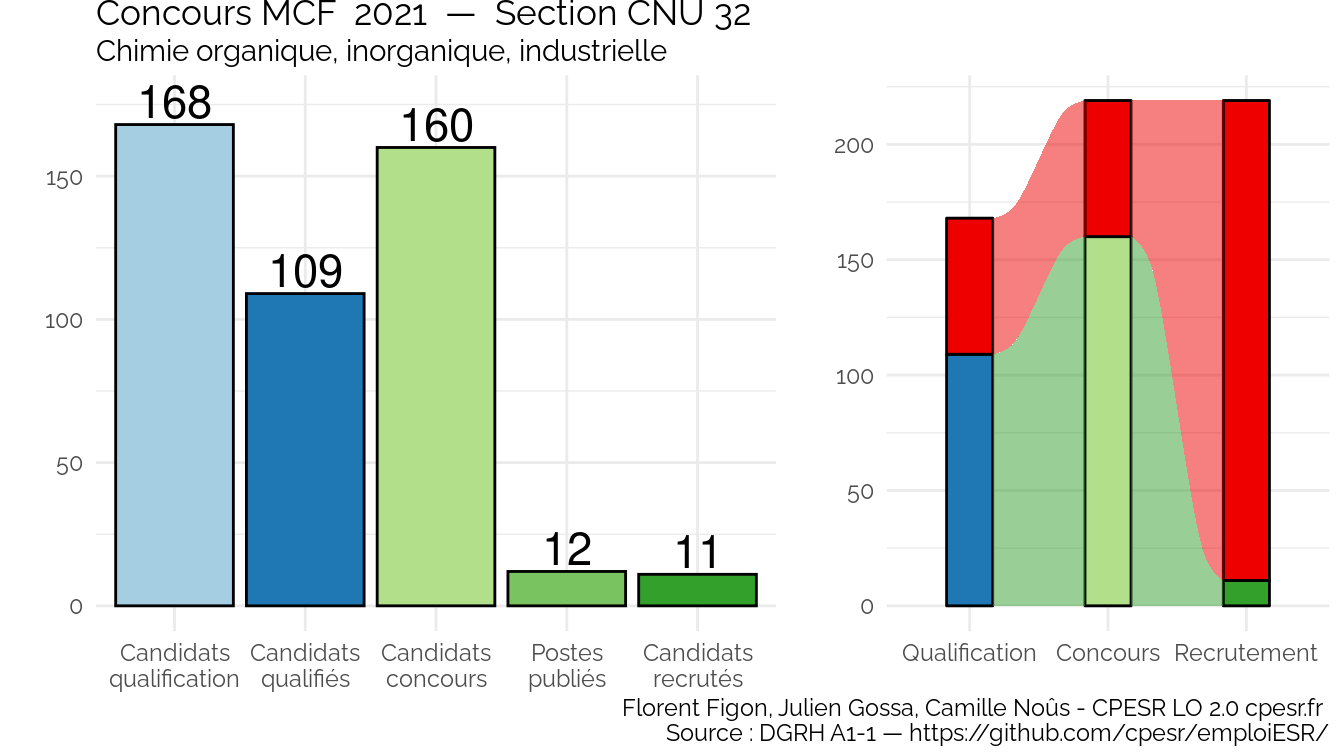 Concours MCF 2021 — Section CNU 32
Chimie organique, inorganique, industrielle
168
109
160
12
11
150
100
50
0
Candidats qualification
Candidats qualifiés
Candidats concours
Postes publiés
Candidats recrutés
200
150
100
50
0
Qualification
Concours
Recrutement
Florent Figon, Julien Gossa, Camille Noûs - CPESR LO 2.0 cpesr.fr
Source : DGRH A1-1 — https://github.com/cpesr/emploiESR/